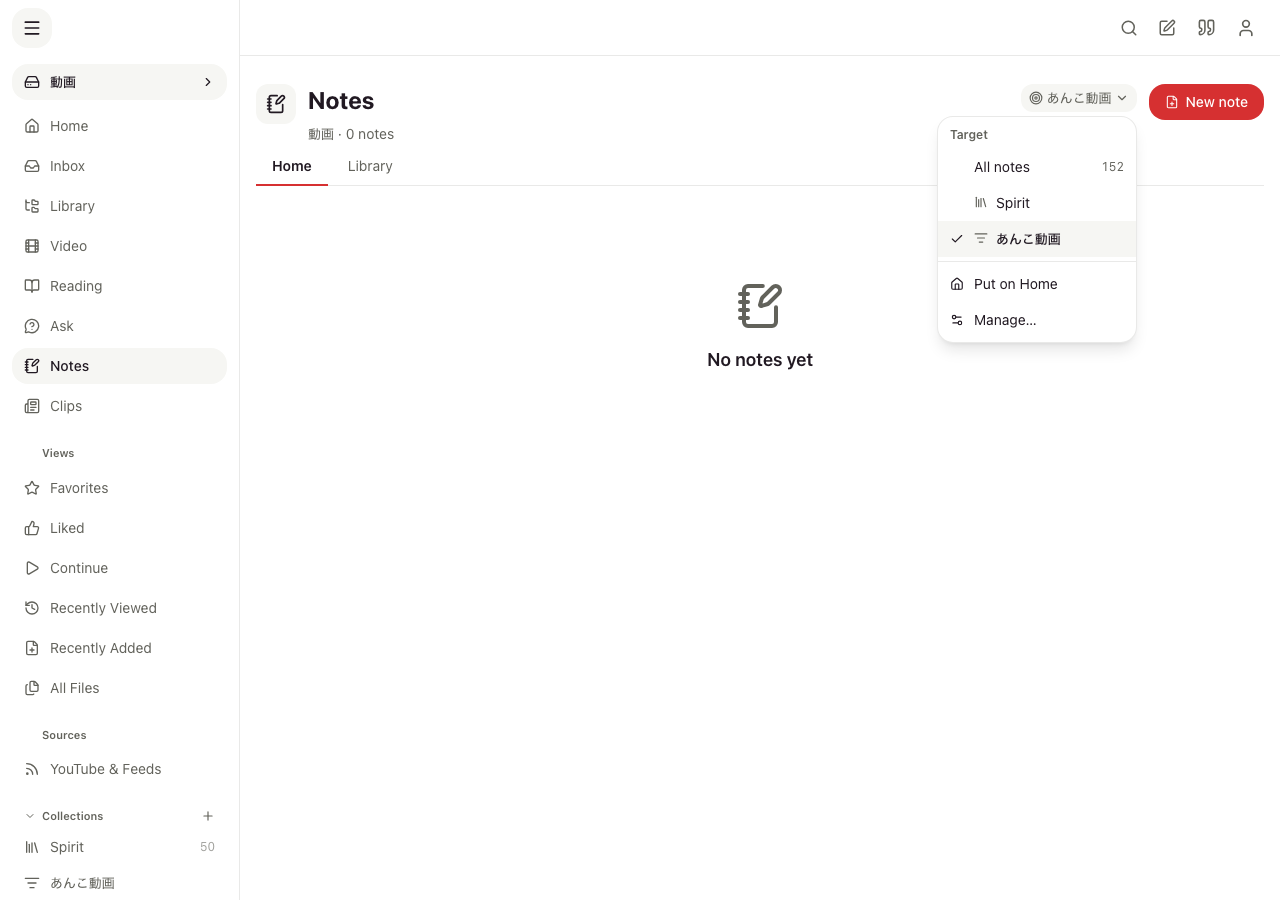 動画
Home
Inbox
Library
Video
Reading
Ask
Notes
Clips
Views
Favorites
Liked
Continue
Recently Viewed
Recently Added
All Files
Sources
YouTube & Feeds
Collections
Spirit 50
あんこ動画
Notes
動画 · 0 notes
あんこ動画
New note
Home Library
Target
All notes 152
Spirit
あんこ動画
Put on Home
Manage...
No notes yet